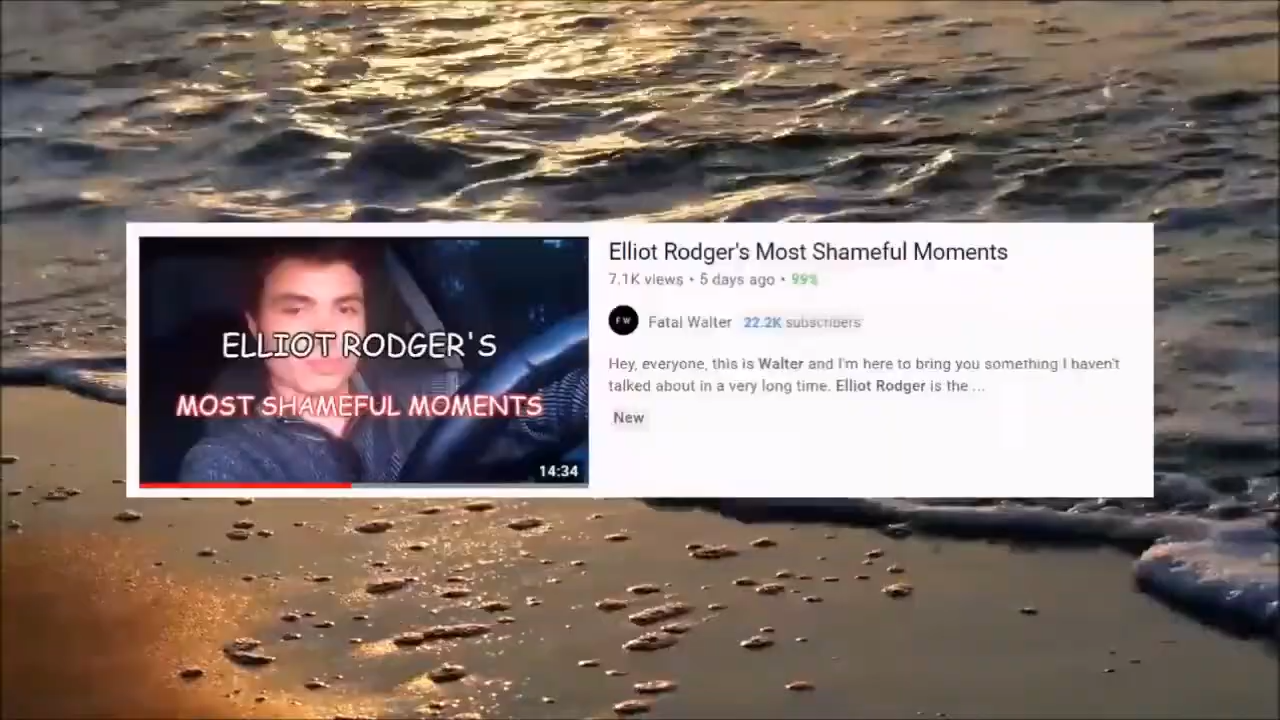 ELLIOT RODGER'S
MOST SHAMEFUL MOMENTS
14:34
Elliot Rodger's Most Shameful Moments
7.1K views • 5 days ago • 99%
FW
Fatal Walter 22.2K subscribers
Hey, everyone, this is Walter and I'm here to bring you something I haven't
talked about in a very long time. Elliot Rodger is the ...
New